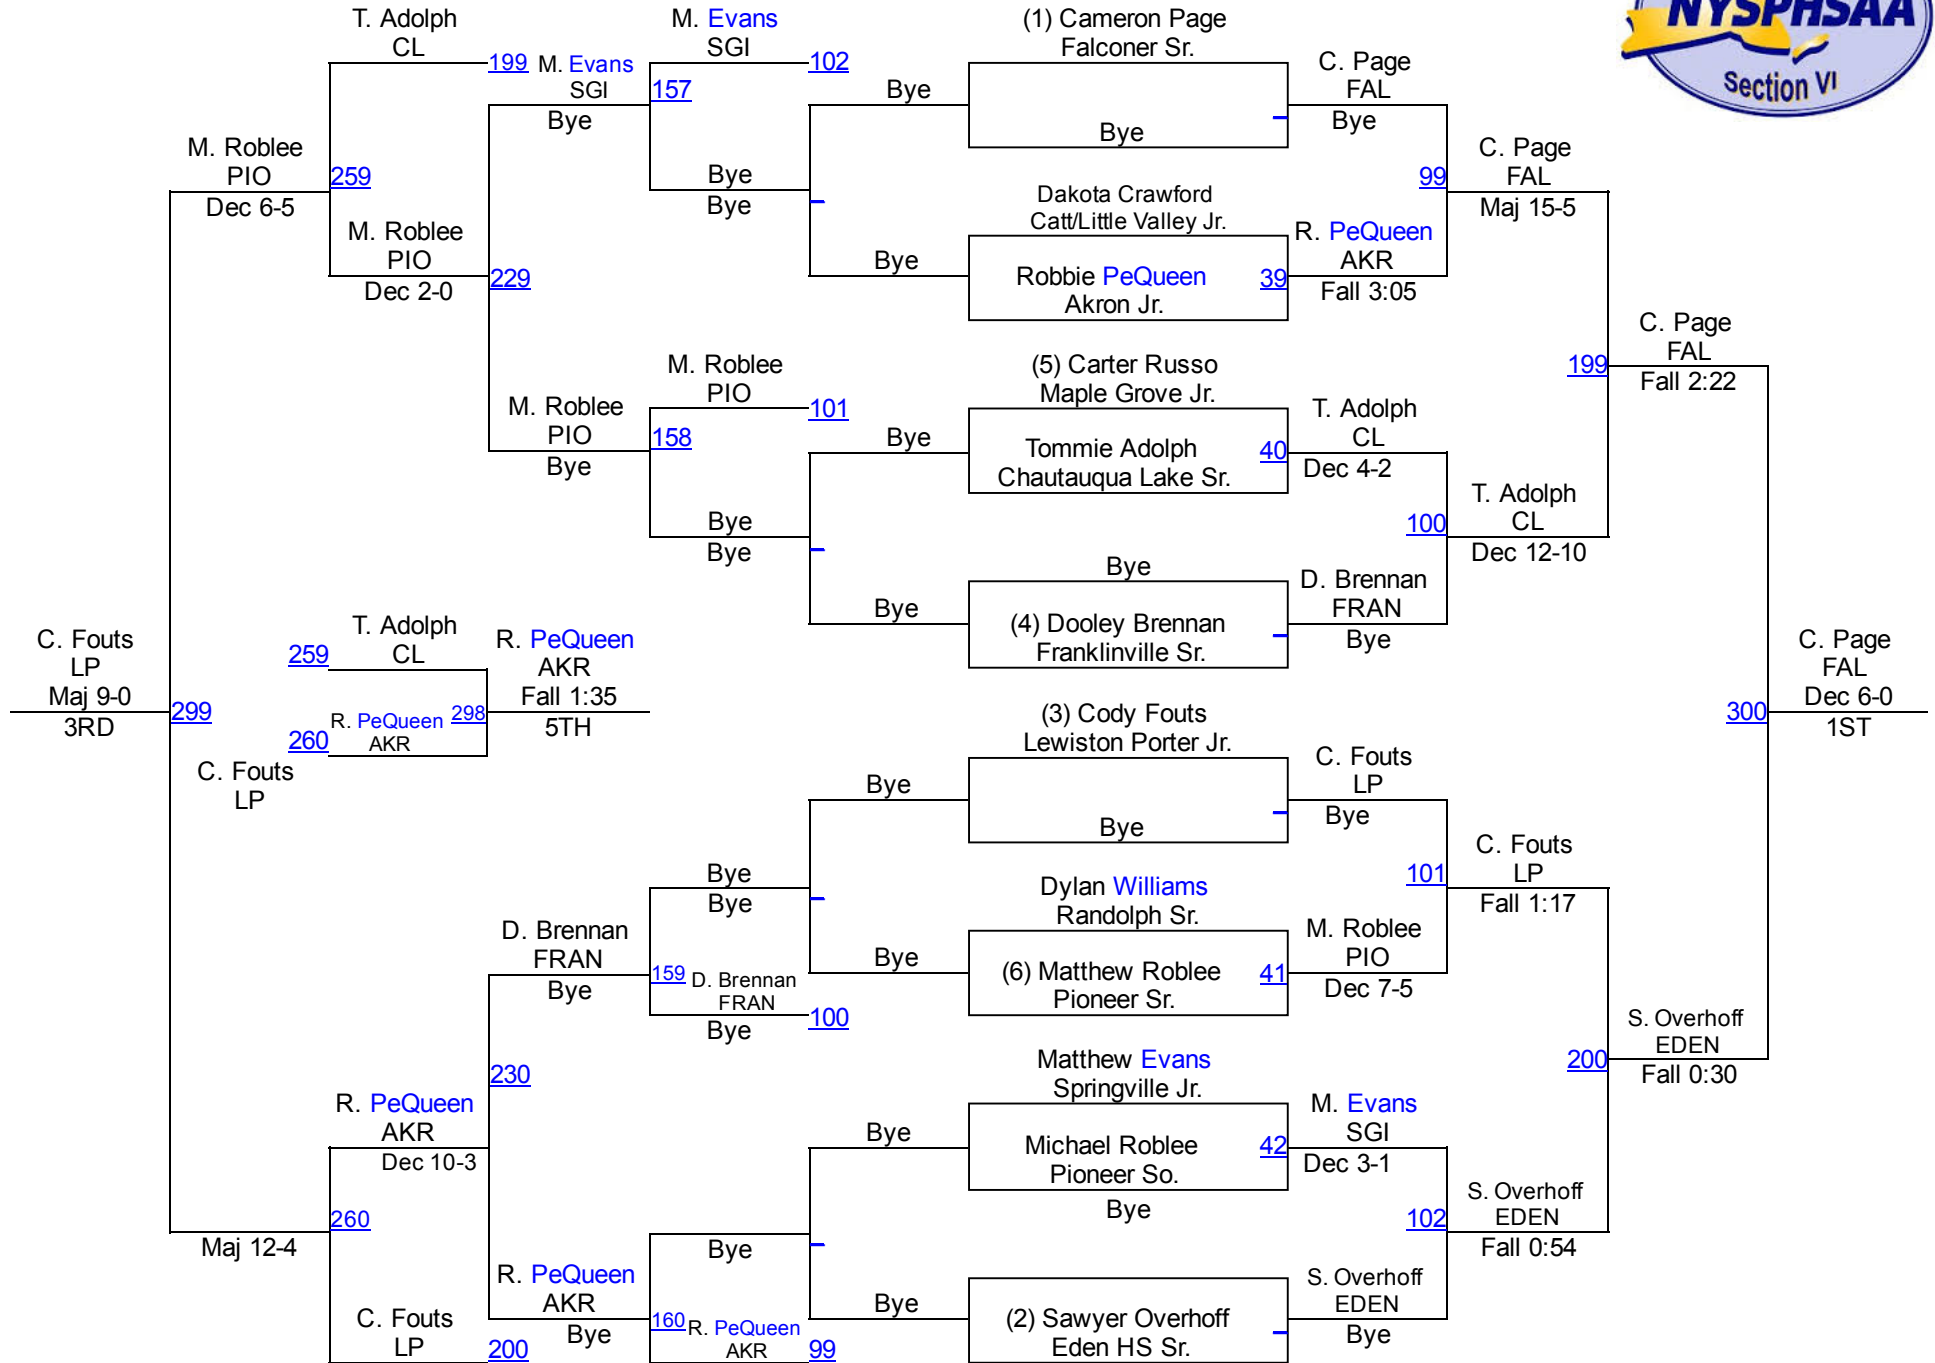 NYSPHSAA
Section VI
T. Adolph
CL
199
M. Evans
SGI
Bye
157
M. Evans
SGI
102
Bye
Bye
Bye
Bye
(1) Cameron Page
Falconer Sr.
Bye
C. Page
FAL
Bye
Dakota Crawford
Catt/Little Valley Jr.
Robbie PeQueen
Akron Jr.
39
R. PeQueen
AKR
Fall 3:05
99
C. Page
FAL
Maj 15-5
M. Roblee
PIO
Dec 6-5
259
M. Roblee
PIO
Dec 2-0
229
M. Roblee
PIO
Bye
158
M. Roblee
PIO
101
Bye
Bye
Bye
Bye
(5) Carter Russo
Maple Grove Jr.
Tommie Adolph
Chautauqua Lake Sr.
40
T. Adolph
CL
Dec 4-2
100
T. Adolph
CL
Dec 12-10
199
C. Page
FAL
Fall 2:22
Bye
(4) Dooley Brennan
Franklinville Sr.
D. Brennan
FRAN
Bye
C. Fouts
LP
Maj 9-0
3RD
299
259
T. Adolph
CL
260
R. PeQueen
AKR
298
R. PeQueen
AKR
Fall 1:35
5TH
C. Fouts
LP
300
C. Page
FAL
Dec 6-0
1ST
(3) Cody Fouts
Lewiston Porter Jr.
Bye
Bye
C. Fouts
LP
Bye
Bye
Bye
Bye
Dylan Williams
Randolph Sr.
(6) Matthew Roblee
Pioneer Sr.
41
M. Roblee
PIO
Dec 7-5
101
C. Fouts
LP
Fall 1:17
D. Brennan
FRAN
Bye
159
D. Brennan
FRAN
Bye
100
230
Matthew Evans
Springville Jr.
Michael Roblee
Pioneer So.
42
Bye
Bye
M. Evans
SGI
Dec 3-1
200
S. Overhoff
EDEN
Fall 0:30
R. PeQueen
AKR
Dec 10-3
260
Maj 12-4
102
S. Overhoff
EDEN
Fall 0:54
Bye
R. PeQueen
AKR
Bye
160
R. PeQueen
AKR
99
Bye
(2) Sawyer Overhoff
Eden HS Sr.
S. Overhoff
EDEN
Bye
C. Fouts
LP
200